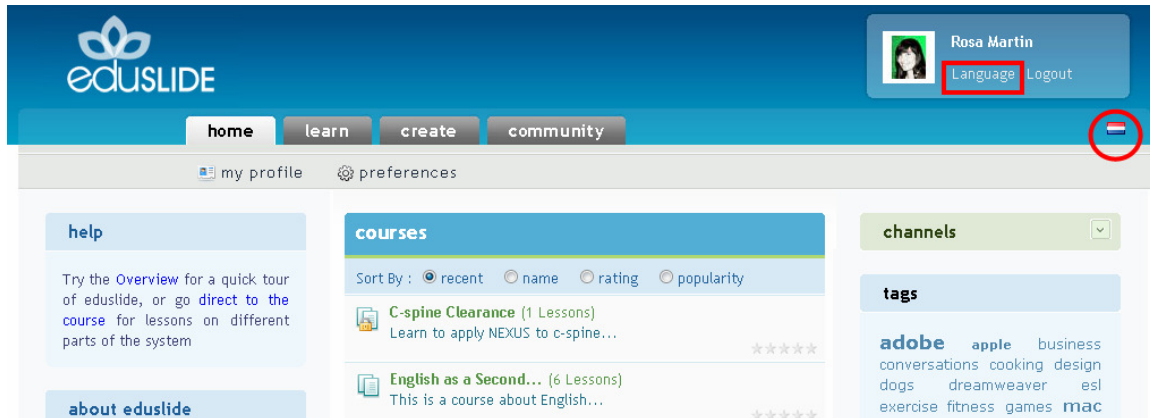 eduSLIDE
Rosa Martin
Language Logout
home learn create community
my profile preferences
help
Try the Overview for a quick tour
of eduslide, or go direct to the
course for lessons on different
parts of the system
about eduslide
courses
Sort By : recent name rating popularity
C-spine Clearance (1 Lessons)
Learn to apply NEXUS to c-spine...
English as a Second... (6 Lessons)
This is a course about English...
channels
tags
adobe apple business
conversations cooking design
dogs dreamweaver esl
exercise fitness games mac